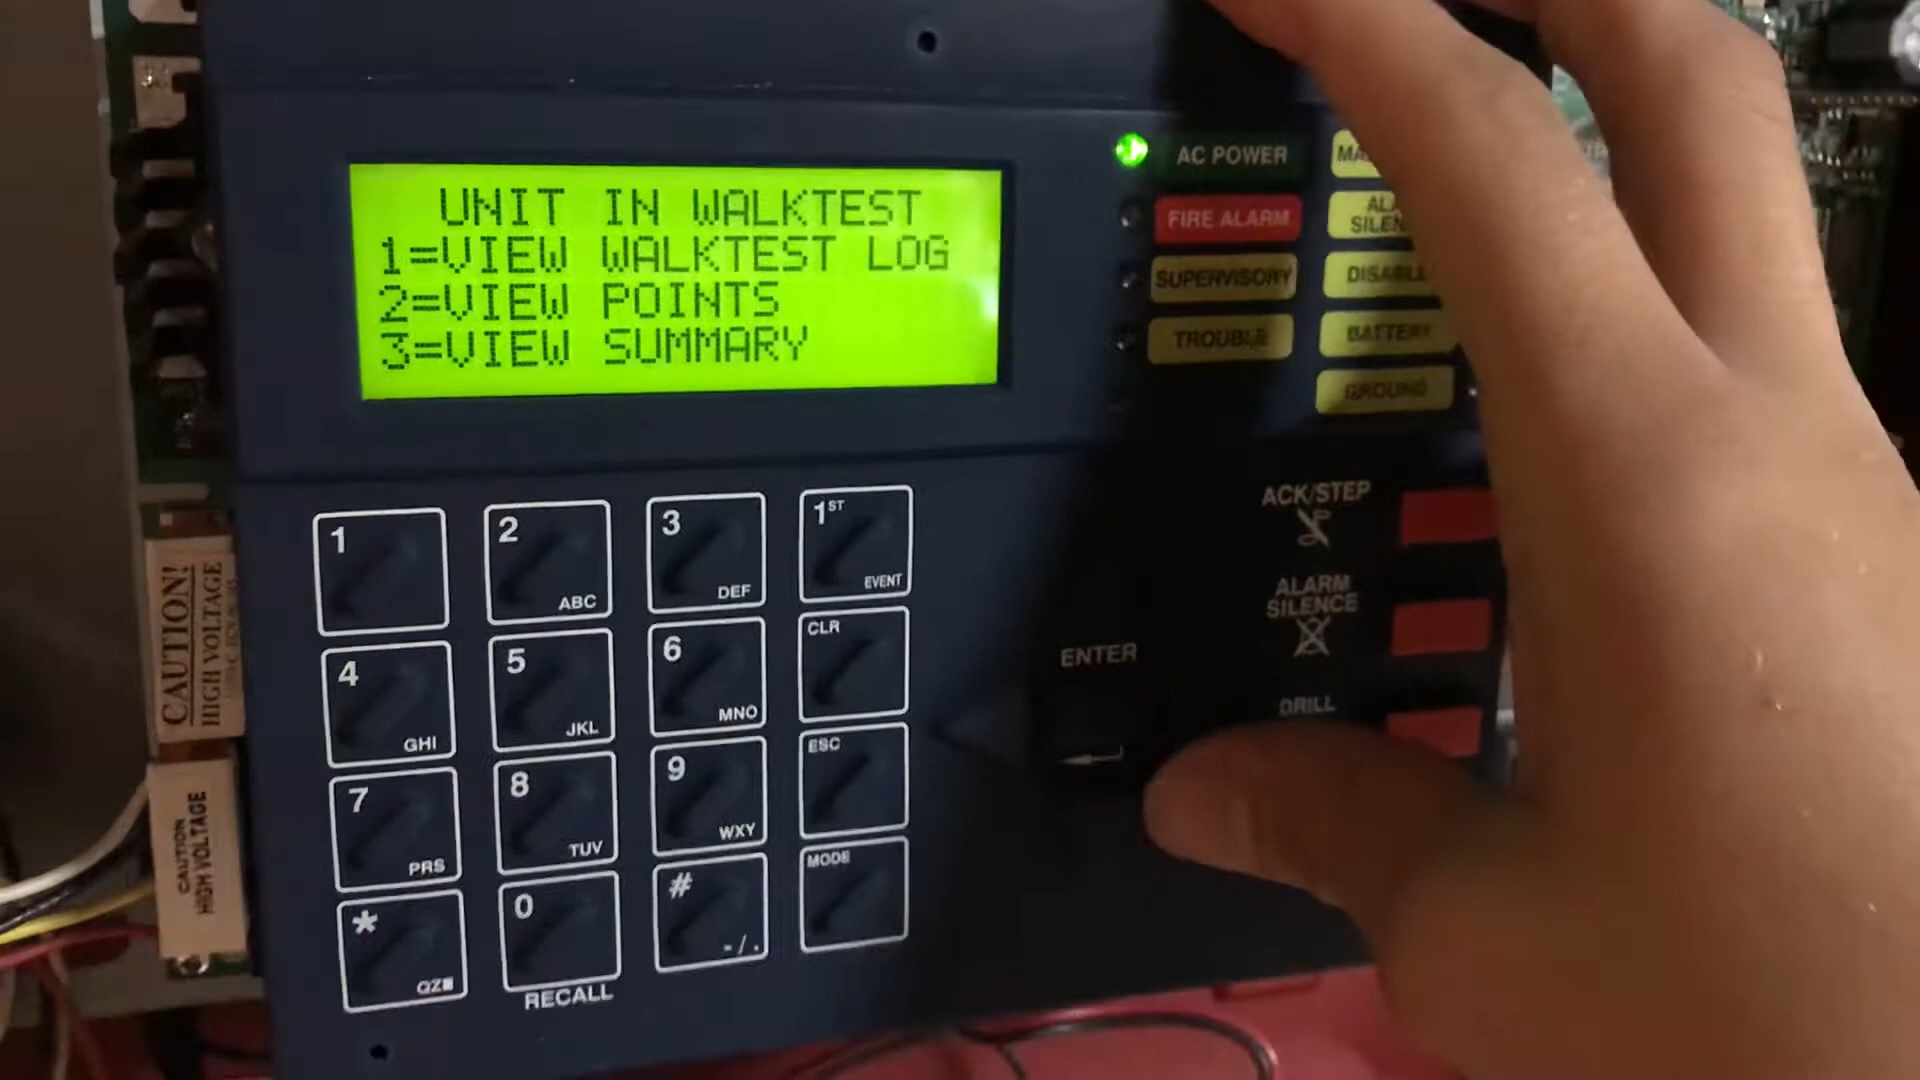 UNIT IN WALKTEST
1=VIEW WALKTEST LOG
2=VIEW POINTS
3=VIEW SUMMARY
AC POWER
FIRE ALARM
SUPERVISORY
TROUBLE
SILEN
DISABL
BATTERY
GROUND
ACK/STEP
ALARM
SILENCE
DRILL
ENTER
1
2 ABC
3 DEF
1ST EVENT
4 GHI
5 JKL
6 MNO
CLR
7 PRS
8 TUV
9 WXY
ESC
* QZ
0
# - / .
MODE
RECALL
CAUTION!
HIGH VOLTAGE
CAUTION
HIGH VOLTAGE